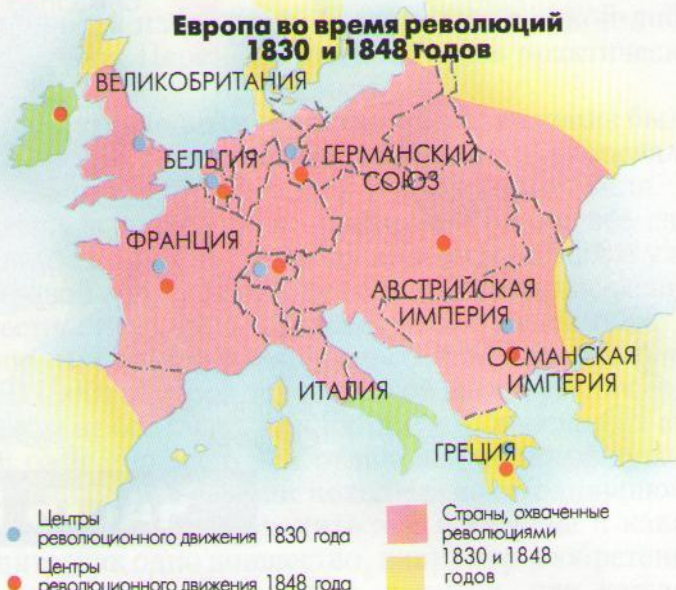 Европа во время революций
1830 и 1848 годов
ВЕЛИКОБРИТАНИЯ
БЕЛЬГИЯ
ГЕРМАНСКИЙ
СОЮЗ
ФРАНЦИЯ
АВСТРИЙСКАЯ
ИМПЕРИЯ
ОСМАНСКАЯ
ИМПЕРИЯ
ИТАЛИЯ
ГРЕЦИЯ
Центры
революционного движения 1830 года
Центры
революционного движения 1848 года
Страны, охваченные
революциями
1830 и 1848
годов